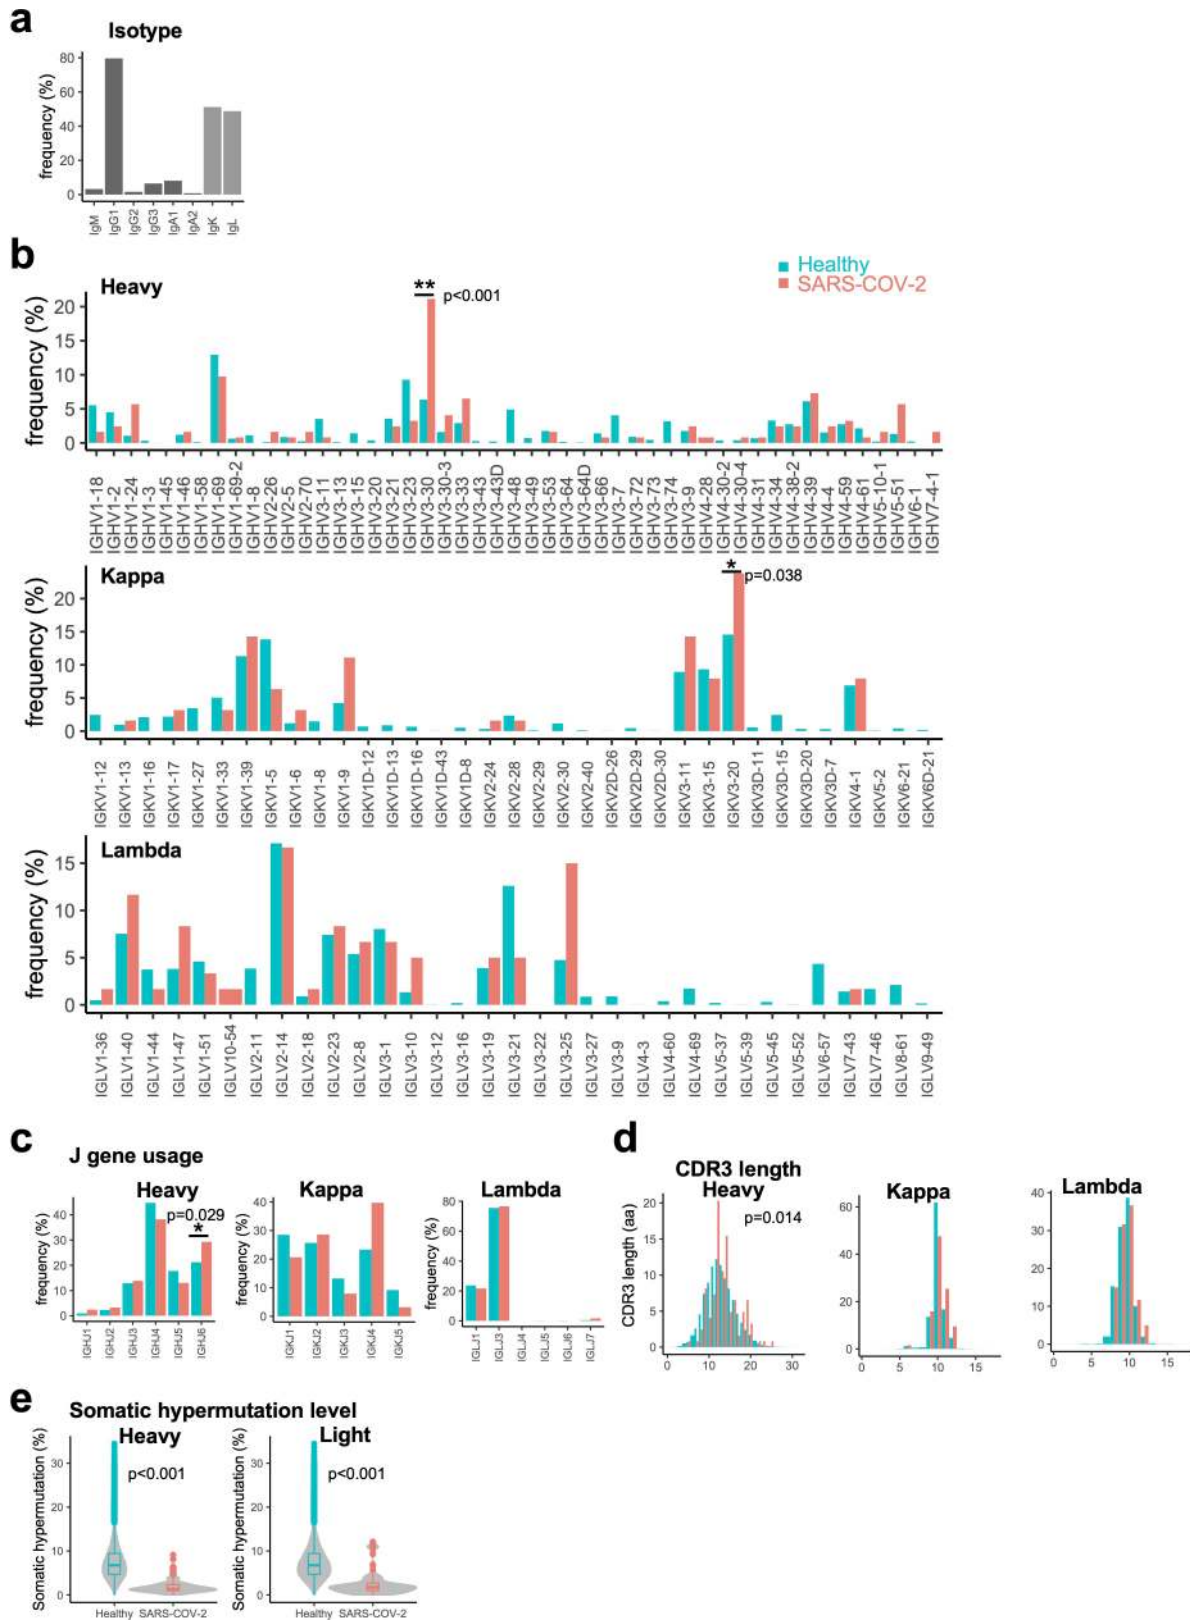 a
Isotype
frequency (%)
80
60
40
20
0
IgM
IgG1
IgG2
IgG3
IgA1
IgA2
IgK
IgL
b
Healthy
SARS-COV-2
Heavy
** p<0.001
frequency (%)
20
15
10
5
0
IGHV1-18
IGHV1-2
IGHV1-24
IGHV1-3
IGHV1-45
IGHV1-46
IGHV1-58
IGHV1-69
IGHV1-69-2
IGHV1-8
IGHV2-26
IGHV2-5
IGHV2-70
IGHV3-11
IGHV3-13
IGHV3-15
IGHV3-20
IGHV3-21
IGHV3-23
IGHV3-30
IGHV3-30-3
IGHV3-33
IGHV3-43
IGHV3-43D
IGHV3-48
IGHV3-49
IGHV3-53
IGHV3-64
IGHV3-64D
IGHV3-66
IGHV3-7
IGHV3-72
IGHV3-73
IGHV3-74
IGHV3-9
IGHV4-28
IGHV4-30-2
IGHV4-30-4
IGHV4-31
IGHV4-34
IGHV4-38-2
IGHV4-39
IGHV4-4
IGHV4-59
IGHV4-61
IGHV5-10-1
IGHV5-51
IGHV6-1
IGHV7-4-1
Kappa
* p=0.038
frequency (%)
20
15
10
5
0
IGKV1-12
IGKV1-13
IGKV1-16
IGKV1-17
IGKV1-27
IGKV1-33
IGKV1-39
IGKV1-5
IGKV1-6
IGKV1-8
IGKV1-9
IGKV1D-12
IGKV1D-13
IGKV1D-16
IGKV1D-43
IGKV1D-8
IGKV2-24
IGKV2-28
IGKV2-29
IGKV2-30
IGKV2-40
IGKV2D-26
IGKV2D-29
IGKV2D-30
IGKV3-11
IGKV3-15
IGKV3-20
IGKV3D-11
IGKV3D-15
IGKV3D-20
IGKV3D-7
IGKV4-1
IGKV5-2
IGKV6-21
IGKV6D-21
Lambda
frequency (%)
15
10
5
0
IGLV1-36
IGLV1-40
IGLV1-44
IGLV1-47
IGLV1-51
IGLV10-54
IGLV2-11
IGLV2-14
IGLV2-18
IGLV2-23
IGLV2-8
IGLV3-1
IGLV3-10
IGLV3-12
IGLV3-16
IGLV3-19
IGLV3-21
IGLV3-22
IGLV3-25
IGLV3-27
IGLV3-9
IGLV4-3
IGLV4-60
IGLV4-69
IGLV5-37
IGLV5-39
IGLV5-45
IGLV5-52
IGLV6-57
IGLV7-43
IGLV7-46
IGLV8-61
IGLV9-49
c
J gene usage
Heavy
p=0.029
*
frequency (%)
40
30
20
10
0
IGHJ1
IGHJ2
IGHJ3
IGHJ4
IGHJ5
IGHJ6
Kappa
frequency (%)
40
30
20
10
0
IGKJ1
IGKJ2
IGKJ3
IGKJ4
IGKJ5
Lambda
frequency (%)
80
60
40
20
0
IGLJ1
IGLJ3
IGLJ4
IGLJ5
IGLJ6
IGLJ7
d
CDR3 length
Heavy
p=0.014
CDR3 length (aa)
20
15
10
5
0
0 10 20 30
Kappa
60
40
20
0
0 5 10 15
Lambda
40
30
20
10
0
0 5 10 15
e
Somatic hypermutation level
Heavy
p<0.001
Somatic hypermutation (%)
30
20
10
0
Healthy SARS-COV-2
Light
p<0.001
Somatic hypermutation (%)
30
20
10
0
Healthy SARS-COV-2